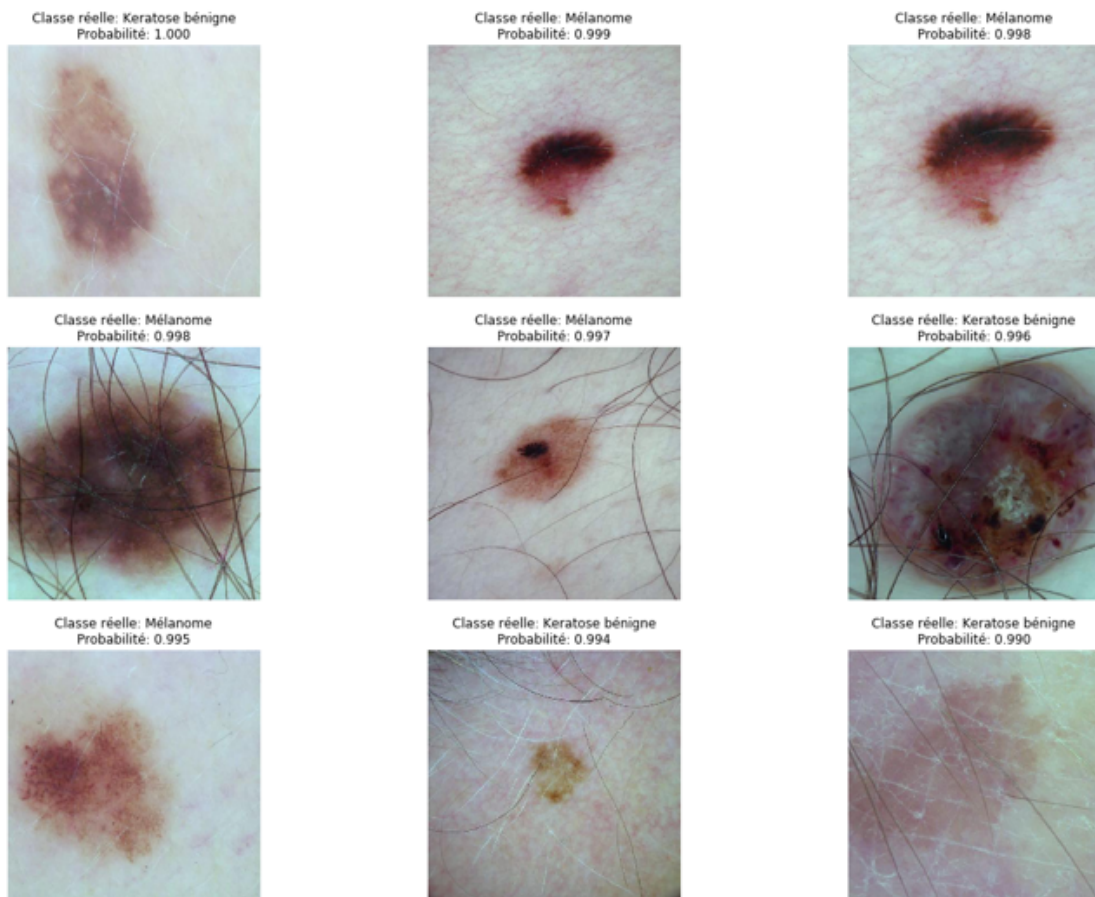 Classe réelle: Keratose bénigne
Probabilité: 1.000
Classe réelle: Mélanome
Probabilité: 0.999
Classe réelle: Mélanome
Probabilité: 0.998
Classe réelle: Mélanome
Probabilité: 0.998
Classe réelle: Mélanome
Probabilité: 0.997
Classe réelle: Keratose bénigne
Probabilité: 0.996
Classe réelle: Mélanome
Probabilité: 0.995
Classe réelle: Keratose bénigne
Probabilité: 0.994
Classe réelle: Keratose bénigne
Probabilité: 0.990